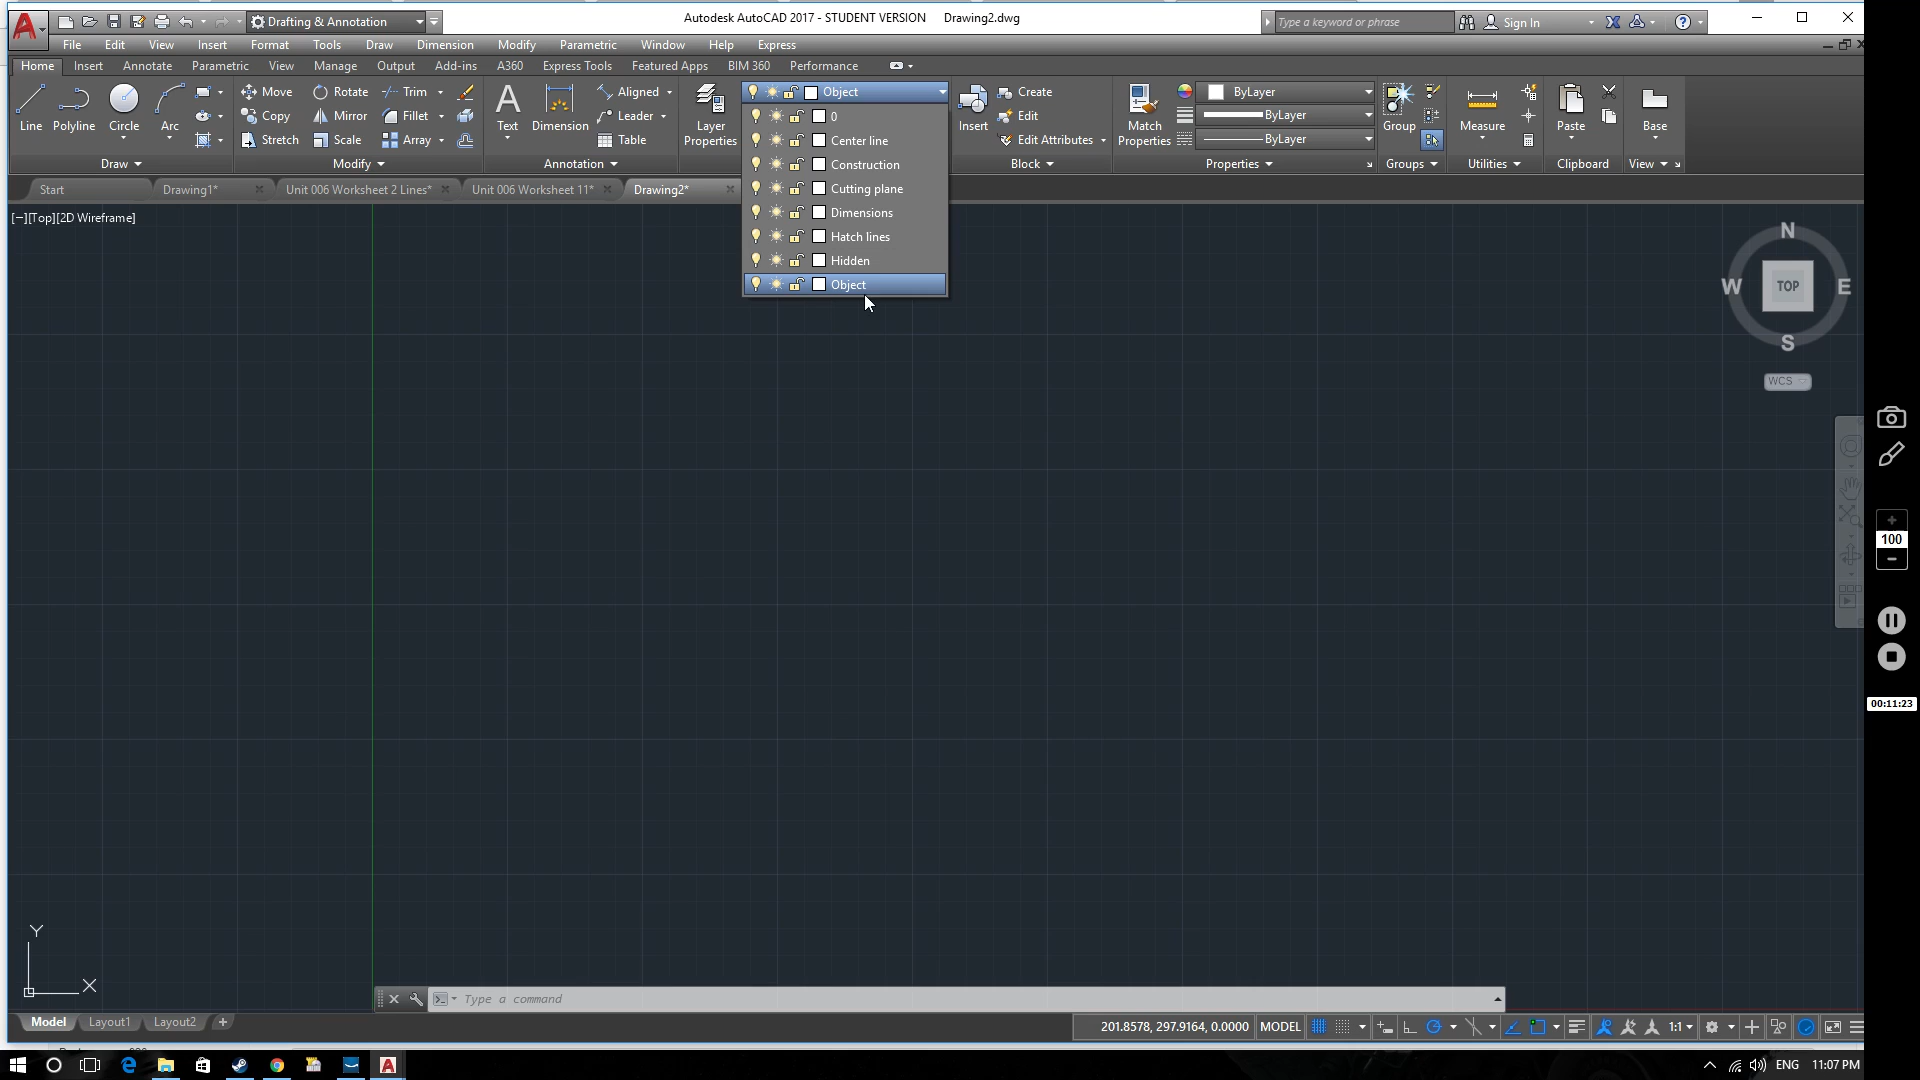 Drafting & Annotation
Autodesk AutoCAD 2017 - STUDENT VERSION Drawing2.dwg
Type a keyword or phrase
Sign In
File Edit View Insert Format Tools Draw Dimension Modify Parametric Window Help Express
Home Insert Annotate Parametric View Manage Output Add-ins A360 Express Tools Featured Apps BIM 360 Performance
Line
Polyline
Circle
Arc
Draw
Move
Copy
Stretch
Rotate
Mirror
Scale
Trim
Fillet
Array
Modify
Text
Dimension
Aligned
Leader
Table
Annotation
Layer
Properties
Object
0
Center line
Construction
Cutting plane
Dimensions
Hatch lines
Hidden
Object
Insert
Create
Edit
Edit Attributes
Block
Match
Properties
ByLayer
ByLayer
ByLayer
Properties
Group
Groups
Measure
Utilities
Paste
Clipboard
Base
View
Start Drawing1* Unit 006 Worksheet 2 Lines* Unit 006 Worksheet 11* Drawing2*
[−][Top][2D Wireframe]
N
W TOP E
S
WCS
100
00:11:23
Y
X
Type a command
Model Layout1 Layout2
201.8578, 297.9164, 0.0000 MODEL
1:1
ENG 11:07 PM